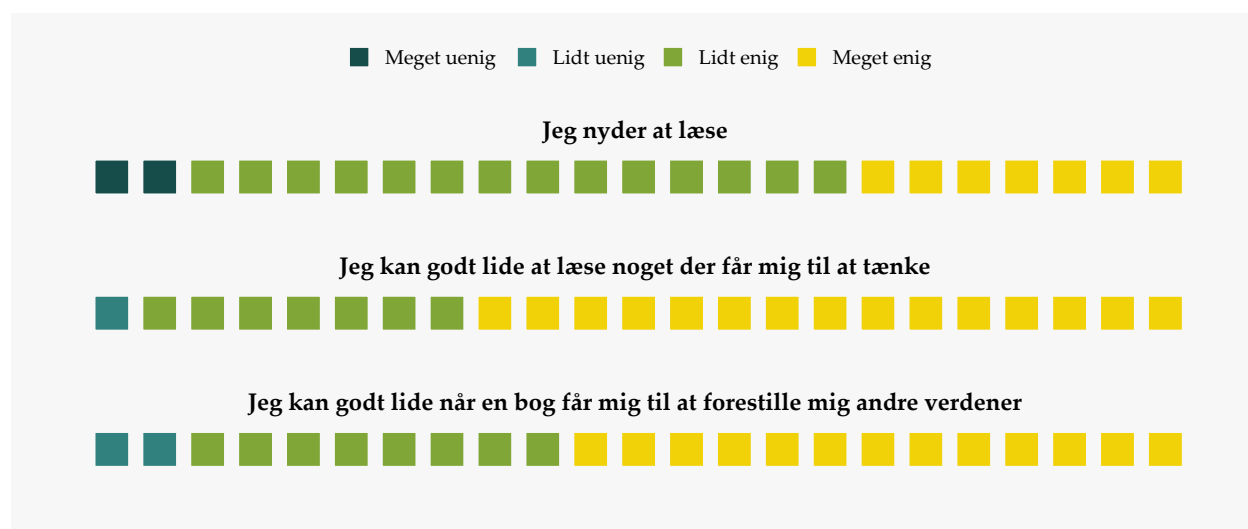 Meget uenig Lidt uenig Lidt enig Meget enig
Jeg nyder at læse
Jeg kan godt lide at læse noget der får mig til at tænke
Jeg kan godt lide når en bog får mig til at forestille mig andre verdener